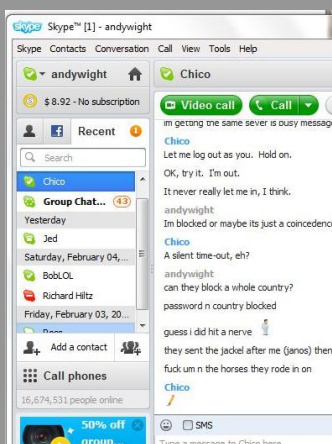 Skype™ [1] - andywight
Skype Contacts Conversation Call View Tools Help
andywight
Chico
$ 8.92 - No subscription
Video call
Call
Recent
1
im getting the same sever is busy message
Search
Chico
Group Chat... (43)
Yesterday
Jed
Saturday, February 04,...
BobLOL
Richard Hiltz
Friday, February 03, 20...
Add a contact
Call phones
16,674,531 people online
50% off
group
Chico
Let me log out as you. Hold on.
OK, try it. I'm out.
It never really let me in, I think.
andywight
Im blocked or maybe its just a coincedenc
Chico
A silent time-out, eh?
andywight
can they block a whole country?
password n country blocked
guess i did hit a nerve
they sent the jackel after me (janos) then
fuck um n the horses they rode in on
Chico
SMS
Type a message to Chico here